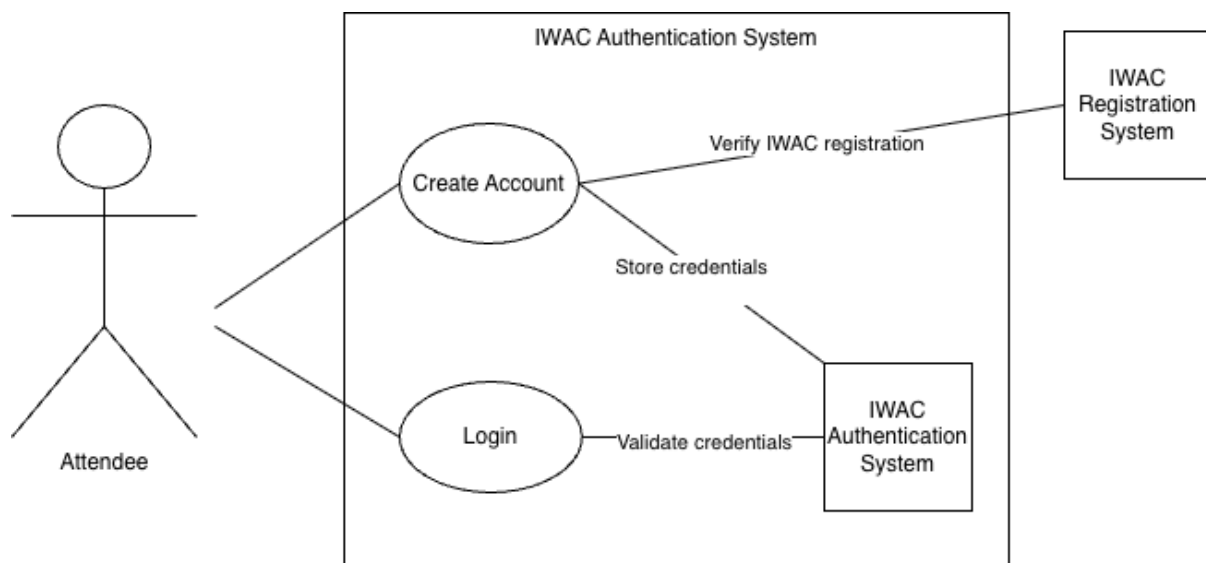 IWAC Authentication System
IWAC
Registration
System
Verify IWAC registration
Create Account
Store credentials
Login
Validate credentials
IWAC
Authentication
System
Attendee